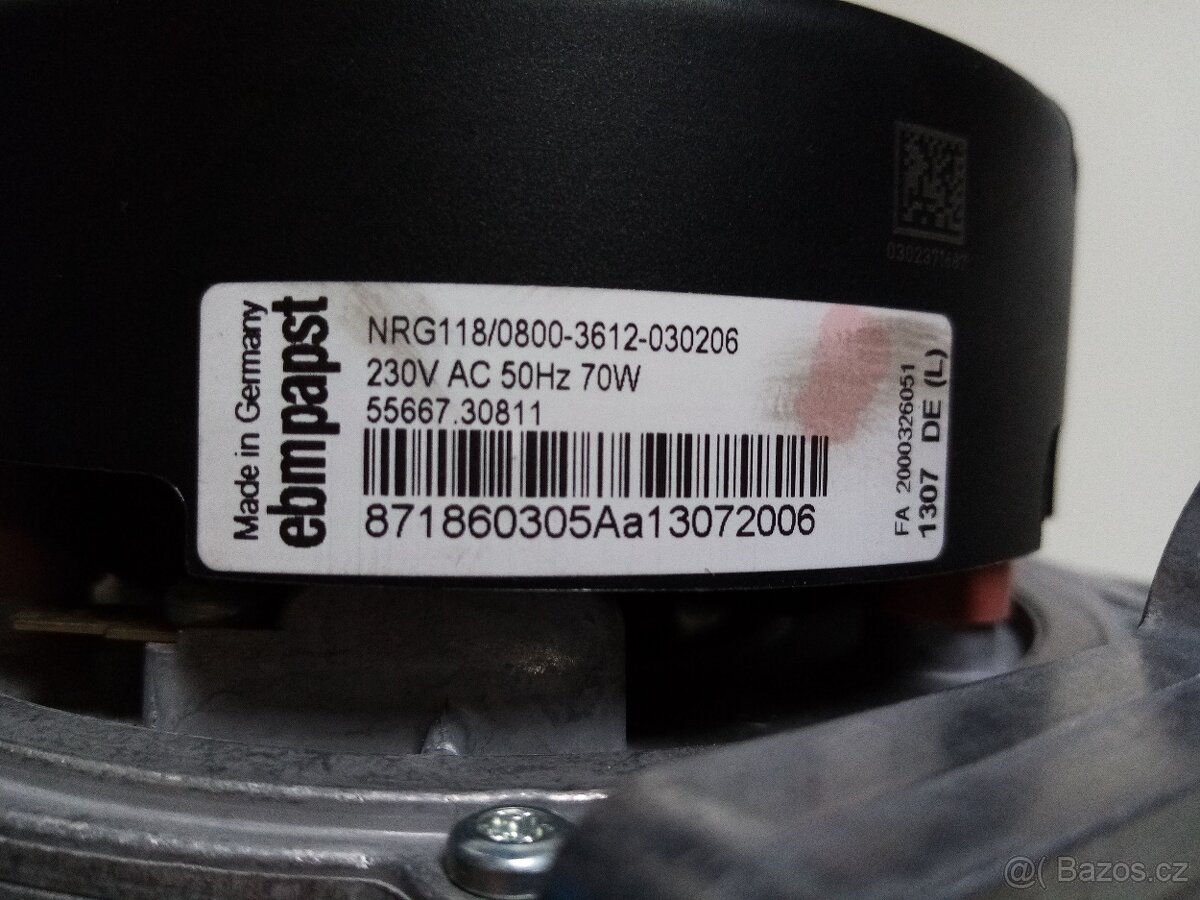 Made in Germany
ebmpapst
NRG118/0800-3612-030206
230V AC 50Hz 70W
55667.30811
871860305Aa13072006
FA 2000326051
1307 DE (L)
@( Bazos.cz